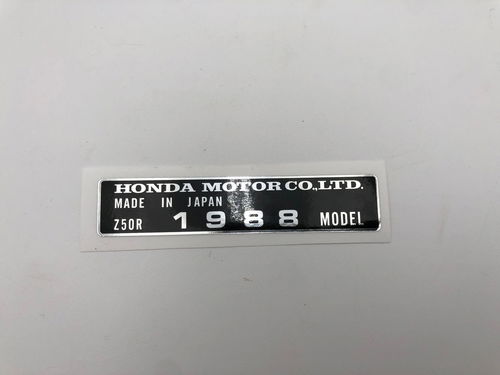 HONDA MOTOR CO.,LTD.
MADE IN JAPAN
Z50R 1988 MODEL